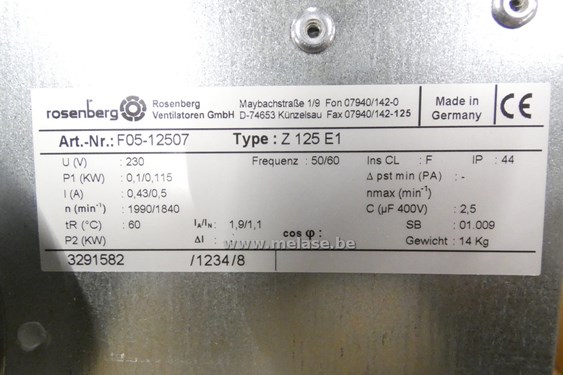 rosenberg Rosenberg Maybachstraße 1/9 Fon 07940/142-0 Made in CE
Ventilatoren GmbH D-74653 Künzelsau Fax 07940/142-125 Germany
Art.-Nr.: F05-12507 Type : Z 125 E1
U (V) : 230 Frequenz : 50/60 Ins CL : F IP : 44
P1 (KW) : 0,1/0,115 Δ pst min (PA) : -
I (A) : 0,43/0,5 nmax (min⁻¹)
n (min⁻¹) : 1990/1840 C (µF 400V) : 2,5
tR (°C) : 60 IA/IN : 1,9/1,1 SB : 01.009
P2 (KW) ΔI : cos φ : Gewicht : 14 Kg
www.melase.be
3291582 /1234/8